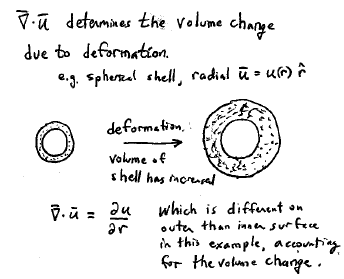 ∇⃗·ū determines the volume change
due to deformation.
e.g. spherical shell, radial ū = u(r) r̂
deformation.
volume of
shell has increased
∇⃗·ū = ∂u/∂r which is different on
outer than inner surface
in this example, accounting
for the volume change.